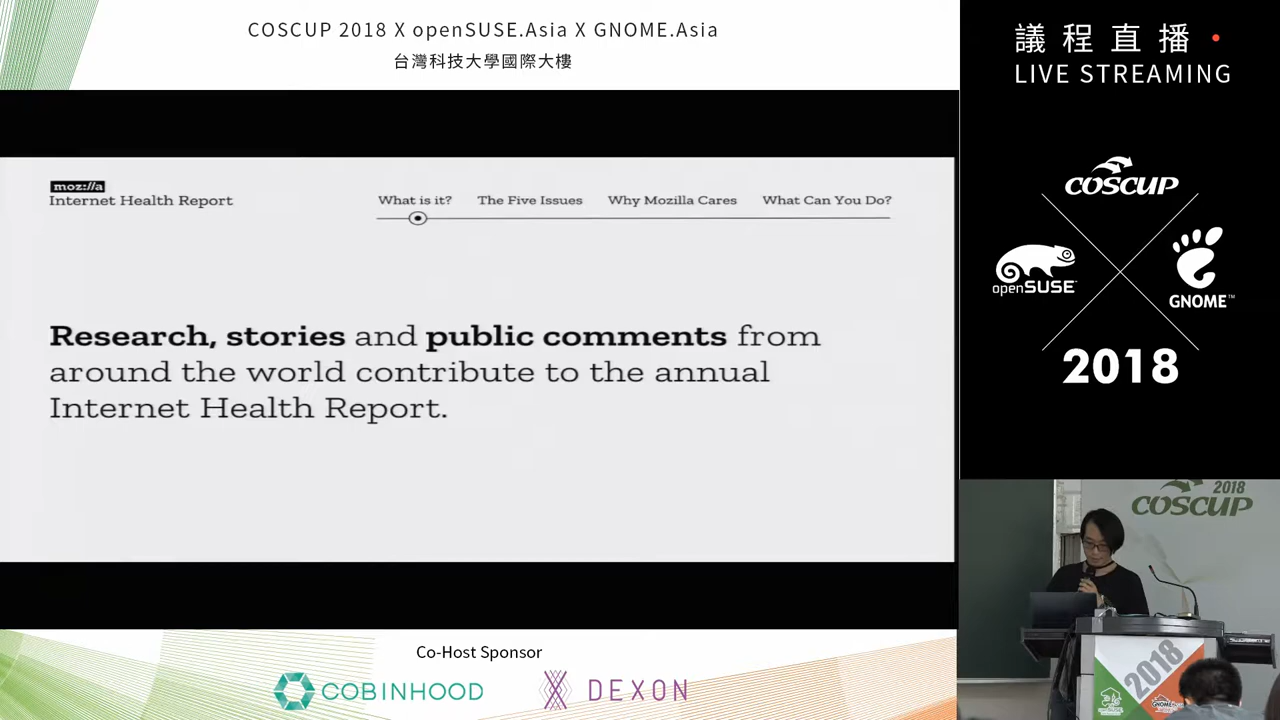 COSCUP 2018 X openSUSE.Asia X GNOME.Asia
台灣科技大學國際大樓
moz://a
Internet Health Report
What is it?
The Five Issues
Why Mozilla Cares
What Can You Do?
Research, stories and public comments from
around the world contribute to the annual
Internet Health Report.
Co-Host Sponsor
COBINHOOD
DEXON
議程直播
LIVE STREAMING
COSCUP
openSUSE
GNOME™
2018
2018
COSCUP
2018